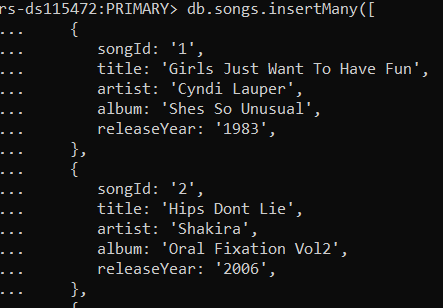 rs-ds115472:PRIMARY> db.songs.insertMany([
... {
... songId: '1',
... title: 'Girls Just Want To Have Fun',
... artist: 'Cyndi Lauper',
... album: 'Shes So Unusual',
... releaseYear: '1983',
... },
... {
... songId: '2',
... title: 'Hips Dont Lie',
... artist: 'Shakira',
... album: 'Oral Fixation Vol2',
... releaseYear: '2006',
... },
... {